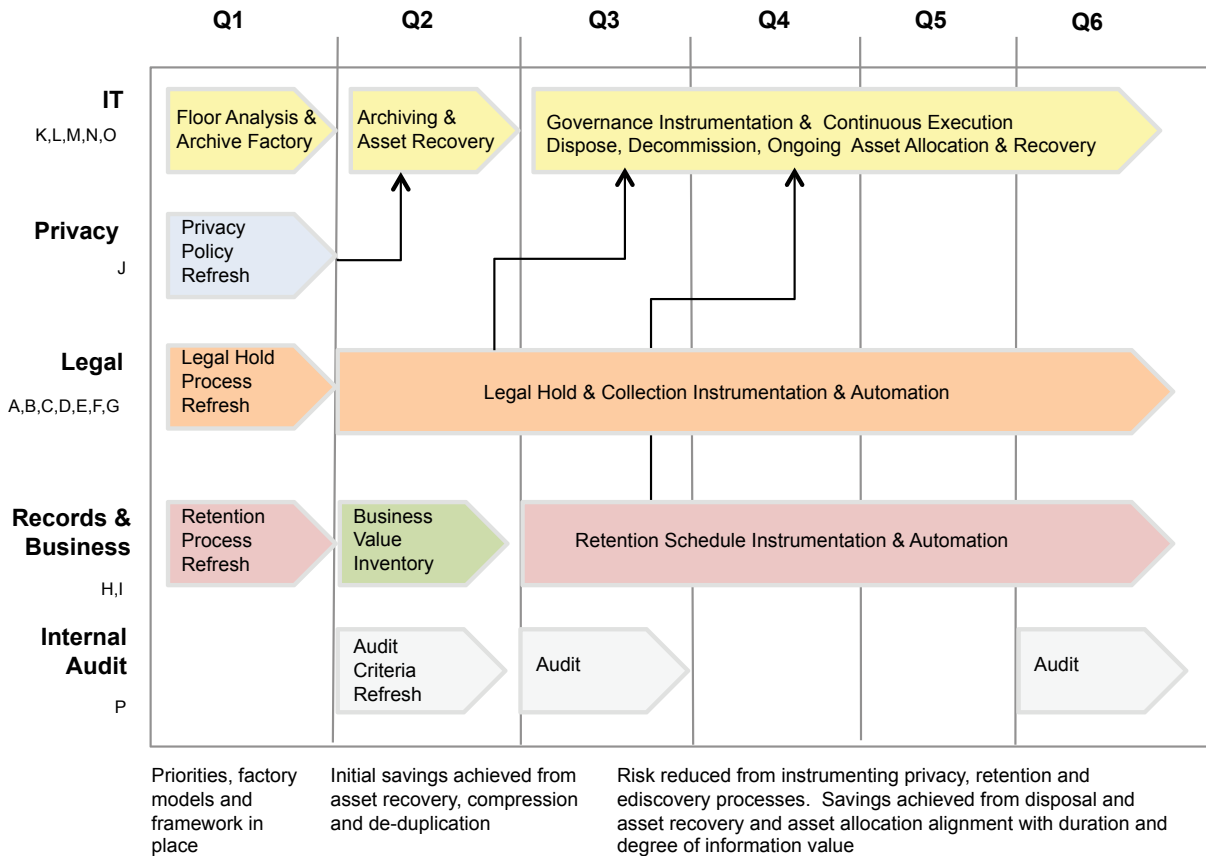 Q1 Q2 Q3 Q4 Q5 Q6
IT
K,L,M,N,O
Floor Analysis &
Archive Factory
Archiving &
Asset Recovery
Governance Instrumentation & Continuous Execution
Dispose, Decommission, Ongoing Asset Allocation & Recovery
Privacy
J
Privacy
Policy
Refresh
Legal
A,B,C,D,E,F,G
Legal Hold
Process
Refresh
Legal Hold & Collection Instrumentation & Automation
Records &
Business
H,I
Retention
Process
Refresh
Business
Value
Inventory
Retention Schedule Instrumentation & Automation
Internal
Audit
P
Audit
Criteria
Refresh
Audit
Audit
Priorities, factory
models and
framework in
place
Initial savings achieved from
asset recovery, compression
and de-duplication
Risk reduced from instrumenting privacy, retention and
ediscovery processes. Savings achieved from disposal and
asset recovery and asset allocation alignment with duration and
degree of information value